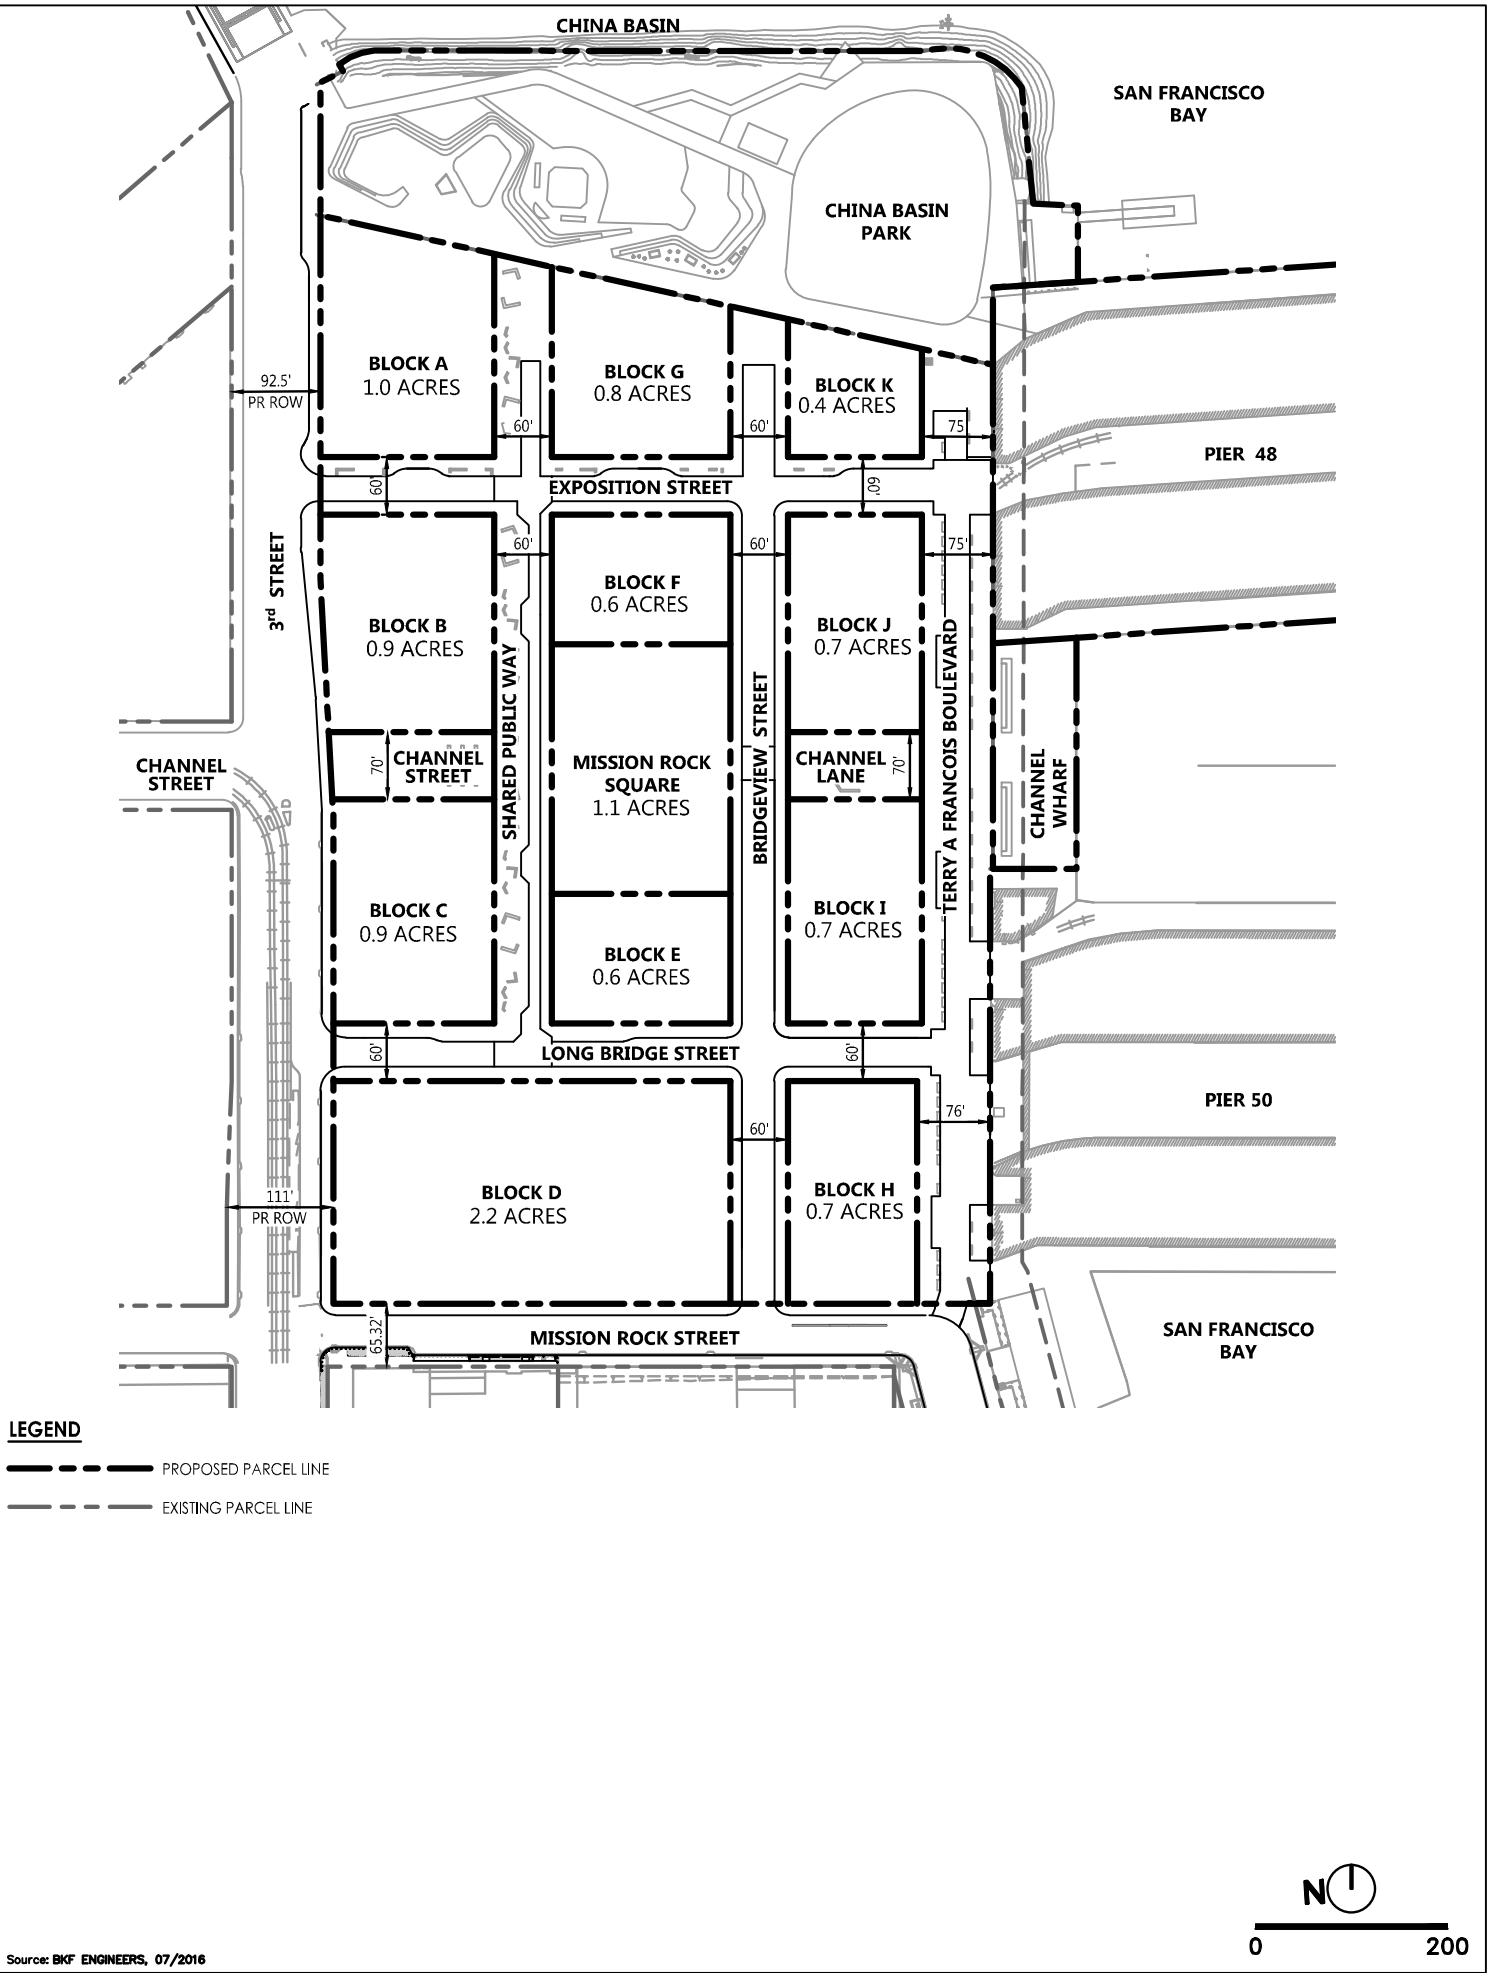 CHINA BASIN
SAN FRANCISCO
BAY
CHINA BASIN
PARK
BLOCK A
1.0 ACRES
BLOCK G
0.8 ACRES
BLOCK K
0.4 ACRES
92.5'
PR ROW
60'
60'
75
PIER 48
60'
EXPOSITION STREET
60'
3rd STREET
60'
60'
75'
BLOCK F
0.6 ACRES
BLOCK B
0.9 ACRES
BLOCK J
0.7 ACRES
SHARED PUBLIC WAY
BRIDGEVIEW STREET
TERRY A FRANCOIS BOULEVARD
CHANNEL
STREET
70'
CHANNEL
STREET
MISSION ROCK
SQUARE
1.1 ACRES
CHANNEL
LANE
70'
CHANNEL
WHARF
BLOCK C
0.9 ACRES
BLOCK I
0.7 ACRES
BLOCK E
0.6 ACRES
60'
LONG BRIDGE STREET
60'
PIER 50
60'
76'
BLOCK D
2.2 ACRES
BLOCK H
0.7 ACRES
111'
PR ROW
65.32'
MISSION ROCK STREET
SAN FRANCISCO
BAY
LEGEND
PROPOSED PARCEL LINE
EXISTING PARCEL LINE
N
0 200
Source: BKF ENGINEERS, 07/2016